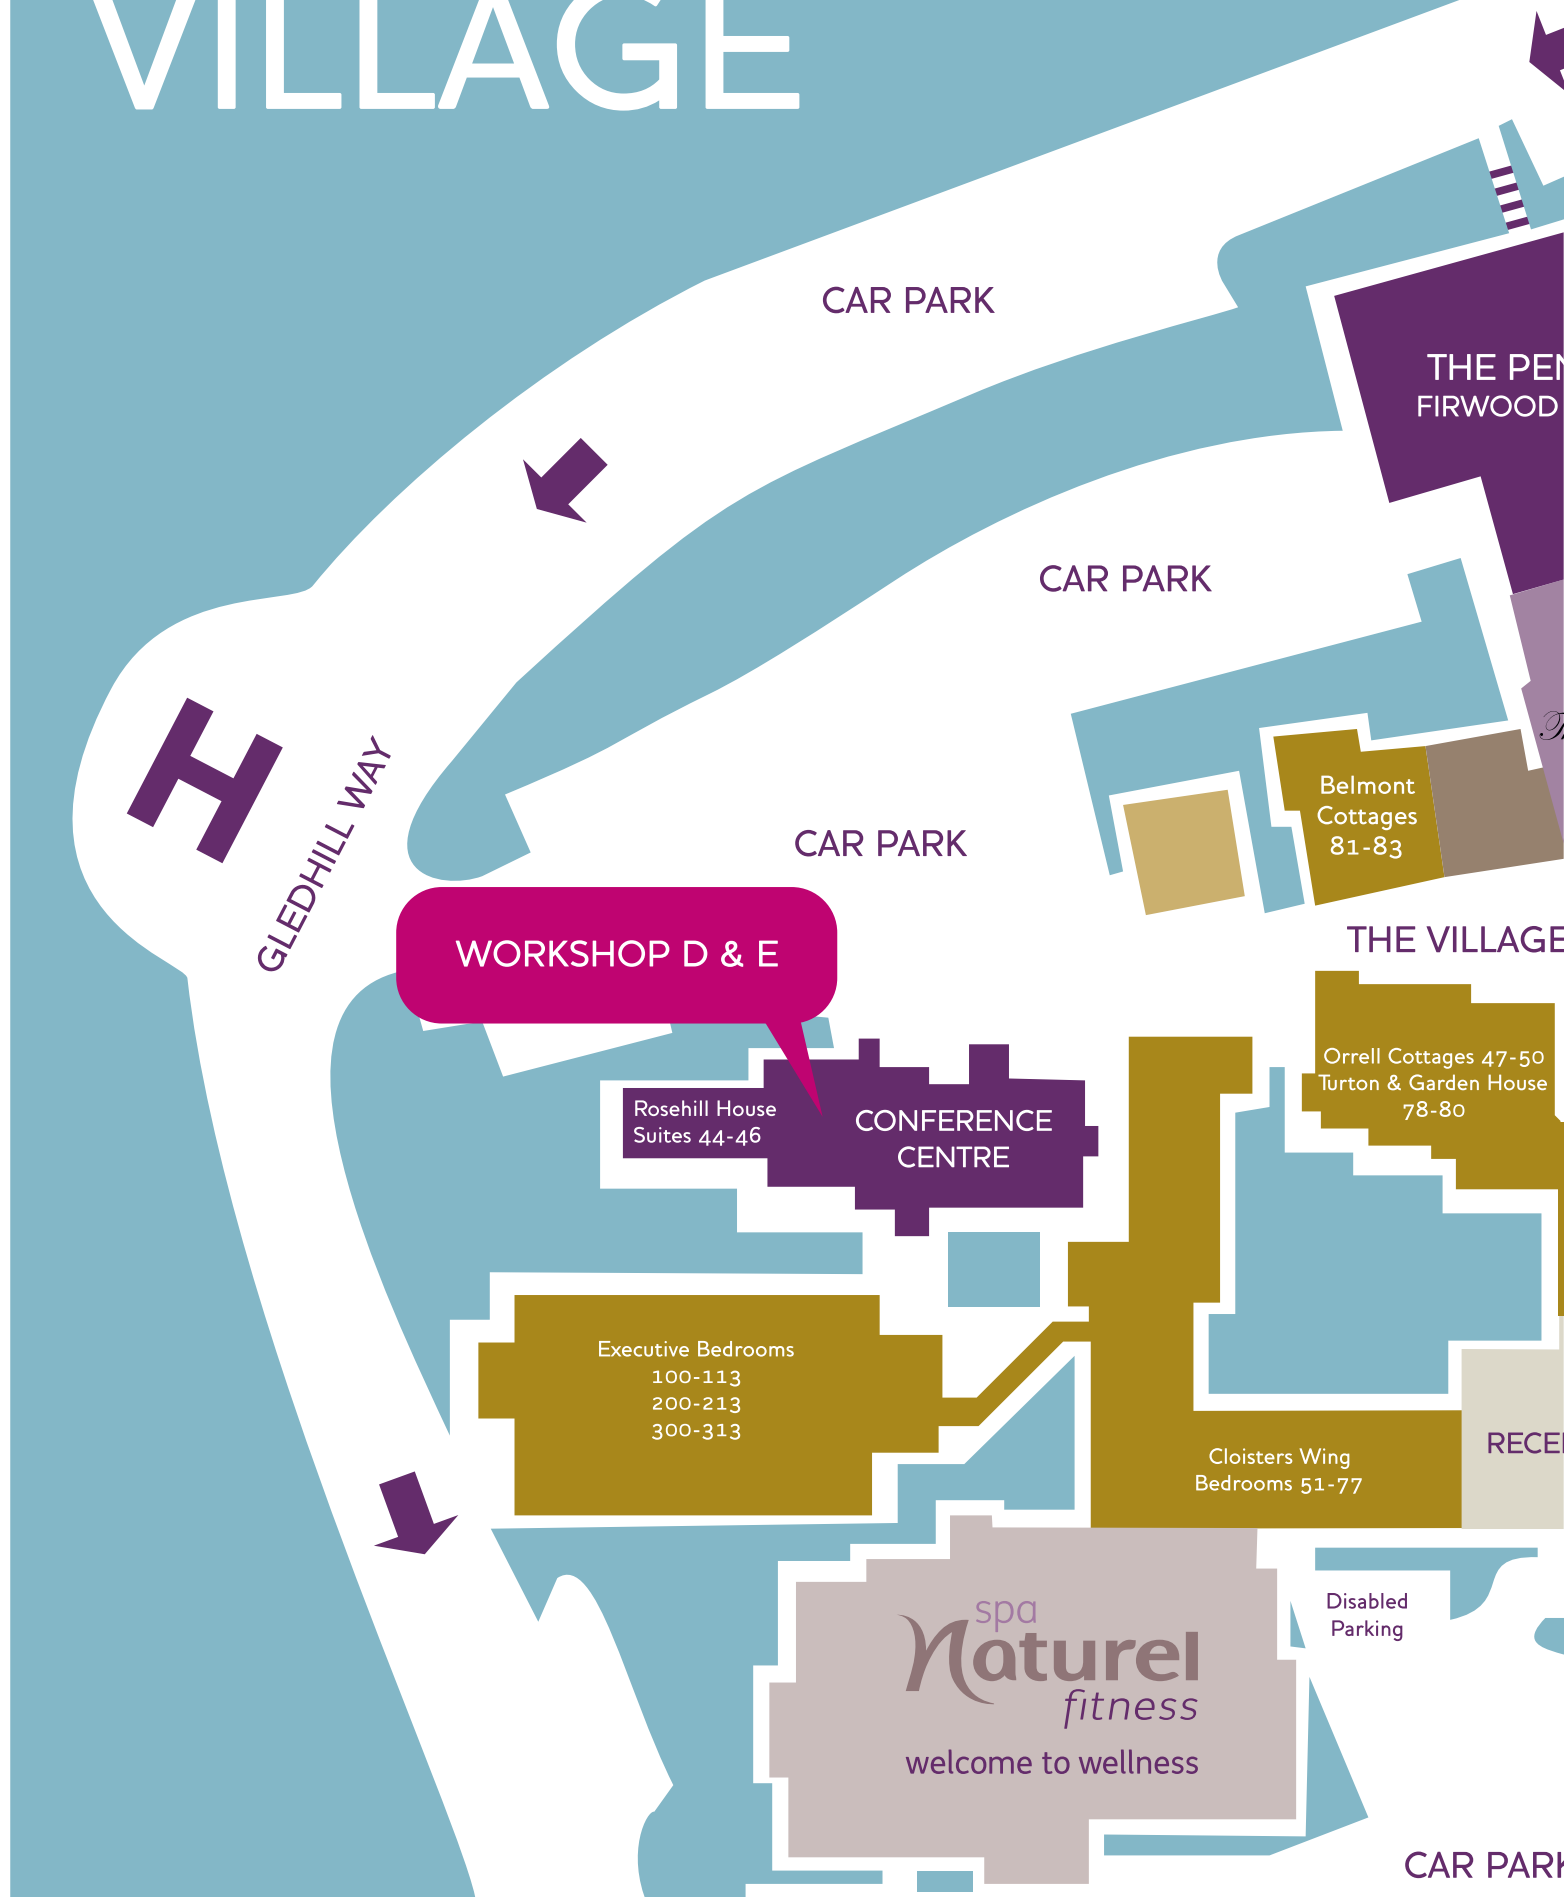 VILLAGE
CAR PARK
THE PEN
FIRWOOD
CAR PARK
H
GLEDHILL WAY
Belmont
Cottages
81-83
CAR PARK
THE VILLAGE
WORKSHOP D & E
Orrell Cottages 47-50
Turton & Garden House
78-80
Rosehill House
Suites 44-46
CONFERENCE
CENTRE
Executive Bedrooms
100-113
200-213
300-313
RECE
Cloisters Wing
Bedrooms 51-77
Disabled
Parking
spa
Naturel
fitness
welcome to wellness
CAR PARK